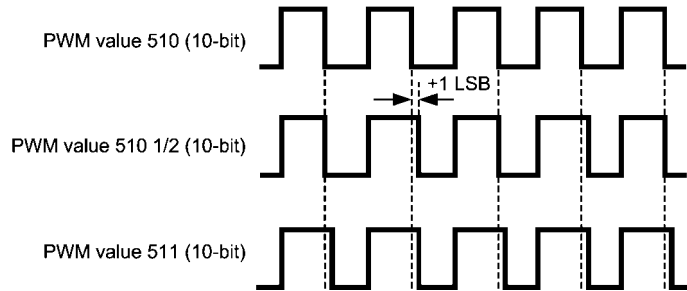 PWM value 510 (10-bit)
+1 LSB
PWM value 510 1/2 (10-bit)
PWM value 511 (10-bit)